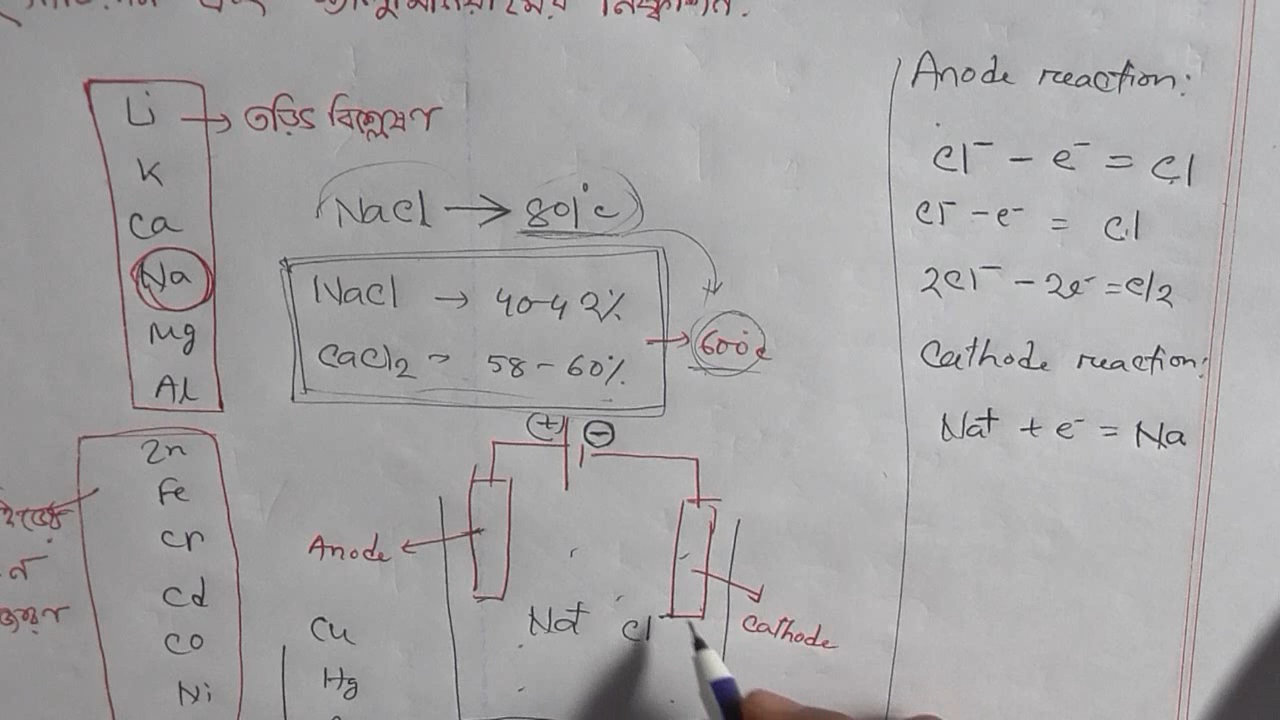 নিষ্কাশন.
Li → তড়িৎ বিশ্লেষণ
K
Ca
Na
Mg
Al
NaCl → 801°c
NaCl → 40-42%
CaCl2 → 58-60%
→ 600°c
Zn
Fe
Cr
Cd
Co
Ni
Cu
Hg
(+) (-)
Anode
Cathode
Na+ Cl-
Anode reaction:
Cl- - e- = Cl
Cl- - e- = Cl
2Cl- - 2e- = Cl2
Cathode reaction:
Na+ + e- = Na